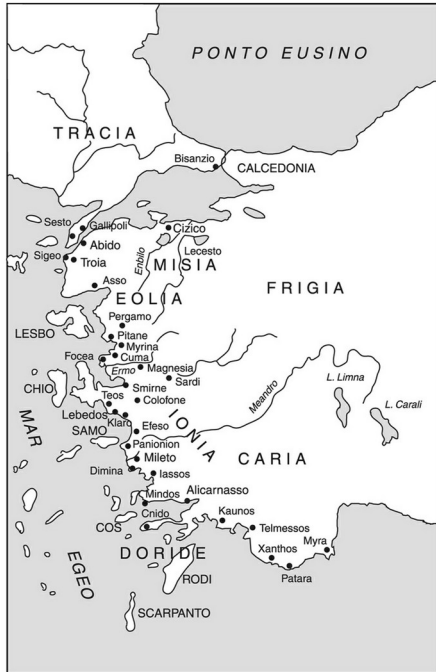 PONTO EUSINO
TRACIA
Bisanzio
CALCEDONIA
Sesto
Gallipoli
Cizico
Abido
Lecesto
Sigeo
Troia
MISIA
Enbilo
Asso
FRIGIA
EOLIA
LESBO
Pergamo
Pitane
Myrina
Focea
Cuma
Magnesia
Ermo
Sardi
CHIO
Smirne
Meandro
L. Limna
Teos
Colofone
L. Carali
Lebedos
Klaro
IONIA
MAR EGEO
SAMO
Efeso
Panionion
Mileto
CARIA
Dimina
Iassos
Mindos
Alicarnasso
Cnido
Kaunos
COS
Telmessos
DORIDE
Myra
Xanthos
RODI
Patara
SCARPANTO